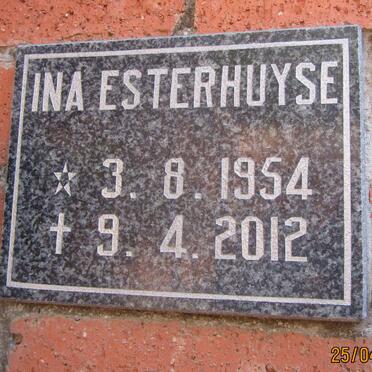 INA ESTERHUYSE
☆ 3. 8. 1954
✝ 9. 4. 2012
25/0